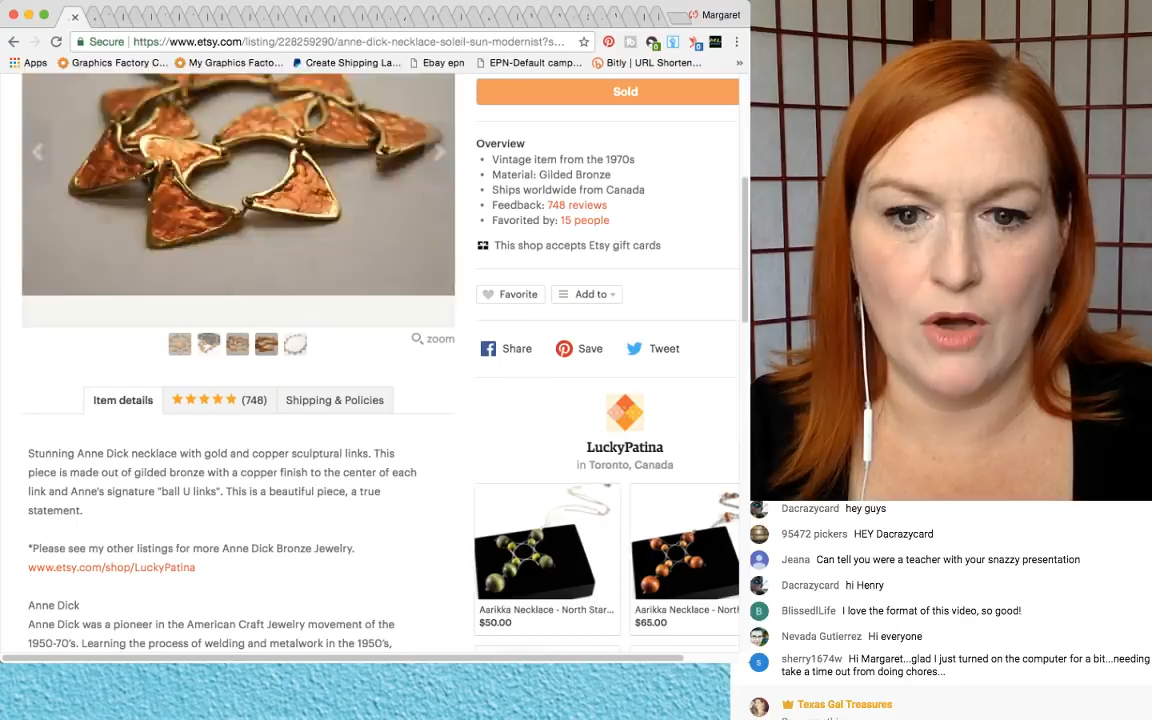 Margaret
Secure https://www.etsy.com/listing/228259290/anne-dick-necklace-soleil-sun-modernist?s...
Apps Graphics Factory C... My Graphics Facto... Create Shipping La... Ebay epn EPN-Default camp... Bitly | URL Shorten... »
Sold
Overview
• Vintage item from the 1970s
• Material: Gilded Bronze
• Ships worldwide from Canada
• Feedback: 748 reviews
• Favorited by: 15 people
This shop accepts Etsy gift cards
Favorite Add to
zoom
Share Save Tweet
Item details (748) Shipping & Policies
LuckyPatina
in Toronto, Canada
Stunning Anne Dick necklace with gold and copper sculptural links. This
piece is made out of gilded bronze with a copper finish to the center of each
link and Anne's signature "ball U links". This is a beautiful piece, a true
statement.
*Please see my other listings for more Anne Dick Bronze Jewelry.
www.etsy.com/shop/LuckyPatina
Anne Dick
Anne Dick was a pioneer in the American Craft Jewelry movement of the
1950-70's. Learning the process of welding and metalwork in the 1950's,
Aarikka Necklace - North Star...
$50.00
Aarikka Necklace - Nort
$65.00
Dacrazycard hey guys
95472 pickers HEY Dacrazycard
Jeana Can tell you were a teacher with your snazzy presentation
Dacrazycard hi Henry
B BlissedLife I love the format of this video, so good!
Nevada Gutierrez Hi everyone
s sherry1674w Hi Margaret...glad I just turned on the computer for a bit...needing
take a time out from doing chores...
Texas Gal Treasures